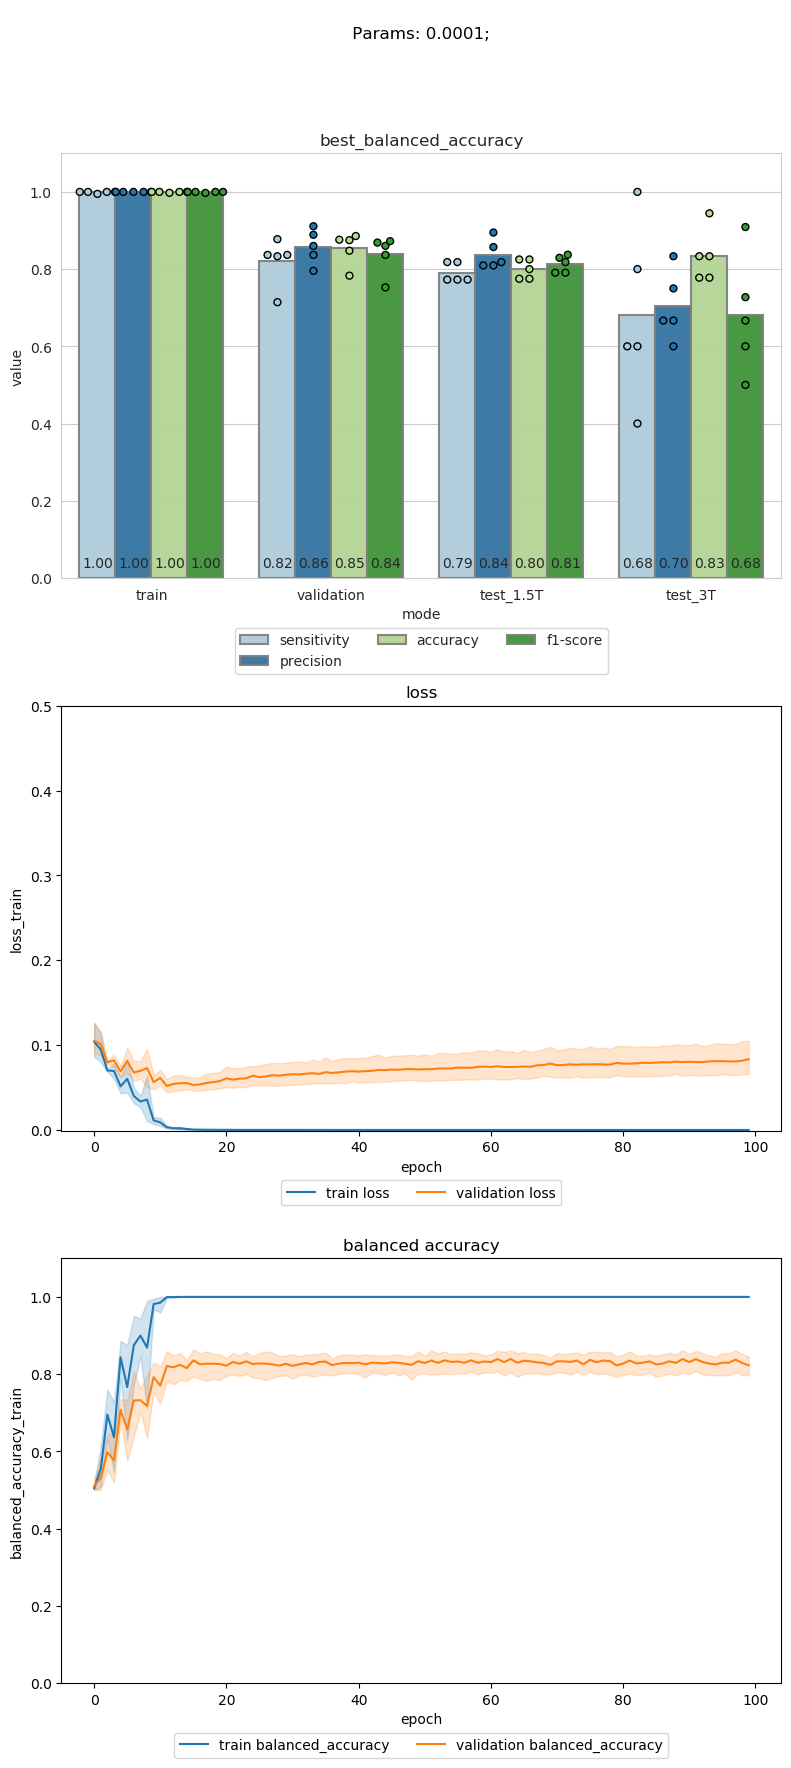 Params: 0.0001;
best_balanced_accuracy
1.0
0.8
0.6
0.4
0.2
0.0
value
1.00 1.00 1.00 1.00 0.82 0.86 0.85 0.84 0.79 0.84 0.80 0.81 0.68 0.70 0.83 0.68
train validation test_1.5T test_3T
mode
sensitivity accuracy f1-score
precision
loss
0.5
0.4
0.3
0.2
0.1
0.0
loss_train
0 20 40 60 80 100
epoch
train loss validation loss
balanced accuracy
1.0
0.8
0.6
0.4
0.2
0.0
balanced_accuracy_train
0 20 40 60 80 100
epoch
train balanced_accuracy validation balanced_accuracy